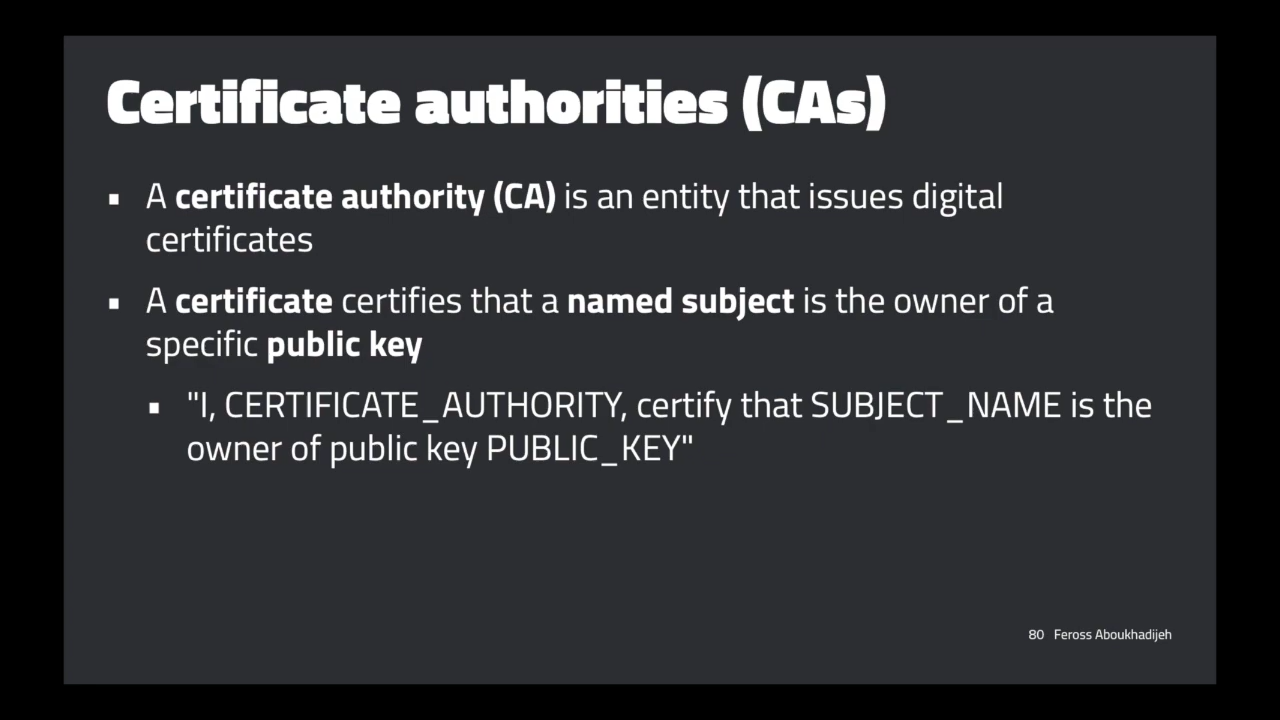 Certificate authorities (CAs)
▪ A certificate authority (CA) is an entity that issues digital
certificates
▪ A certificate certifies that a named subject is the owner of a
specific public key
▪ "I, CERTIFICATE_AUTHORITY, certify that SUBJECT_NAME is the
owner of public key PUBLIC_KEY"
80 Feross Aboukhadijeh